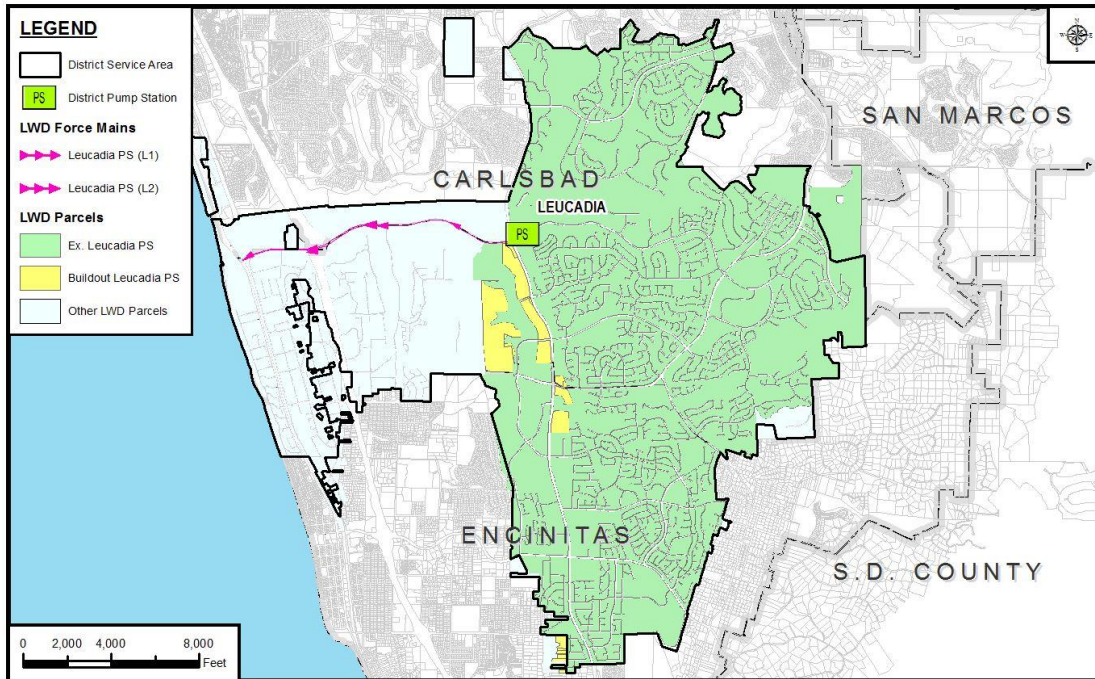 LEGEND
District Service Area
PS
District Pump Station
LWD Force Mains
Leucadia PS (L1)
Leucadia PS (L2)
LWD Parcels
Ex. Leucadia PS
Buildout Leucadia PS
Other LWD Parcels
N
W
E
S
SAN MARCOS
CARLSBAD
LEUCADIA
PS
ENCINITAS
S.D. COUNTY
0 2,000 4,000 8,000
Feet